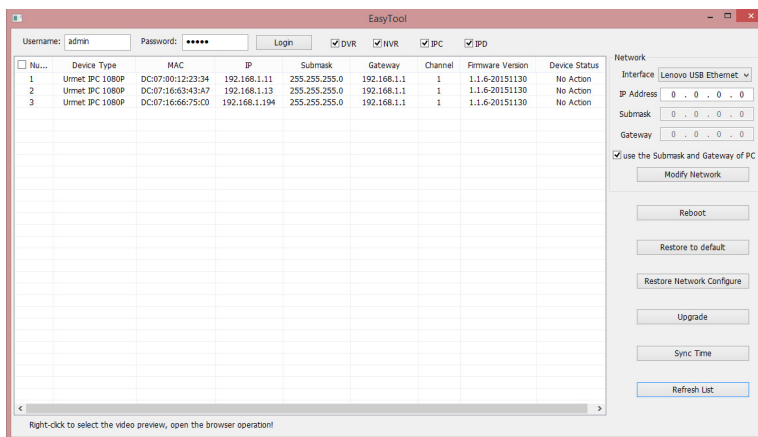 EasyTool
Username: admin Password: ●●●●● Login DVR NVR IPC IPD
Nu... Device Type MAC IP Submask Gateway Channel Firmware Version Device Status
1 Urmet IPC 1080P DC:07:00:12:23:34 192.168.1.11 255.255.255.0 192.168.1.1 1 1.1.6-20151130 No Action
2 Urmet IPC 1080P DC:07:16:63:43:A7 192.168.1.13 255.255.255.0 192.168.1.1 1 1.1.6-20151130 No Action
3 Urmet IPC 1080P DC:07:16:66:75:C0 192.168.1.194 255.255.255.0 192.168.1.1 1 1.1.6-20151130 No Action
Network
Interface Lenovo USB Ethernet
IP Address 0 . 0 . 0 . 0
Submask 0 . 0 . 0 . 0
Gateway 0 . 0 . 0 . 0
use the Submask and Gateway of PC
Modify Network
Reboot
Restore to default
Restore Network Configure
Upgrade
Sync Time
Refresh List
Right-click to select the video preview, open the browser operation!